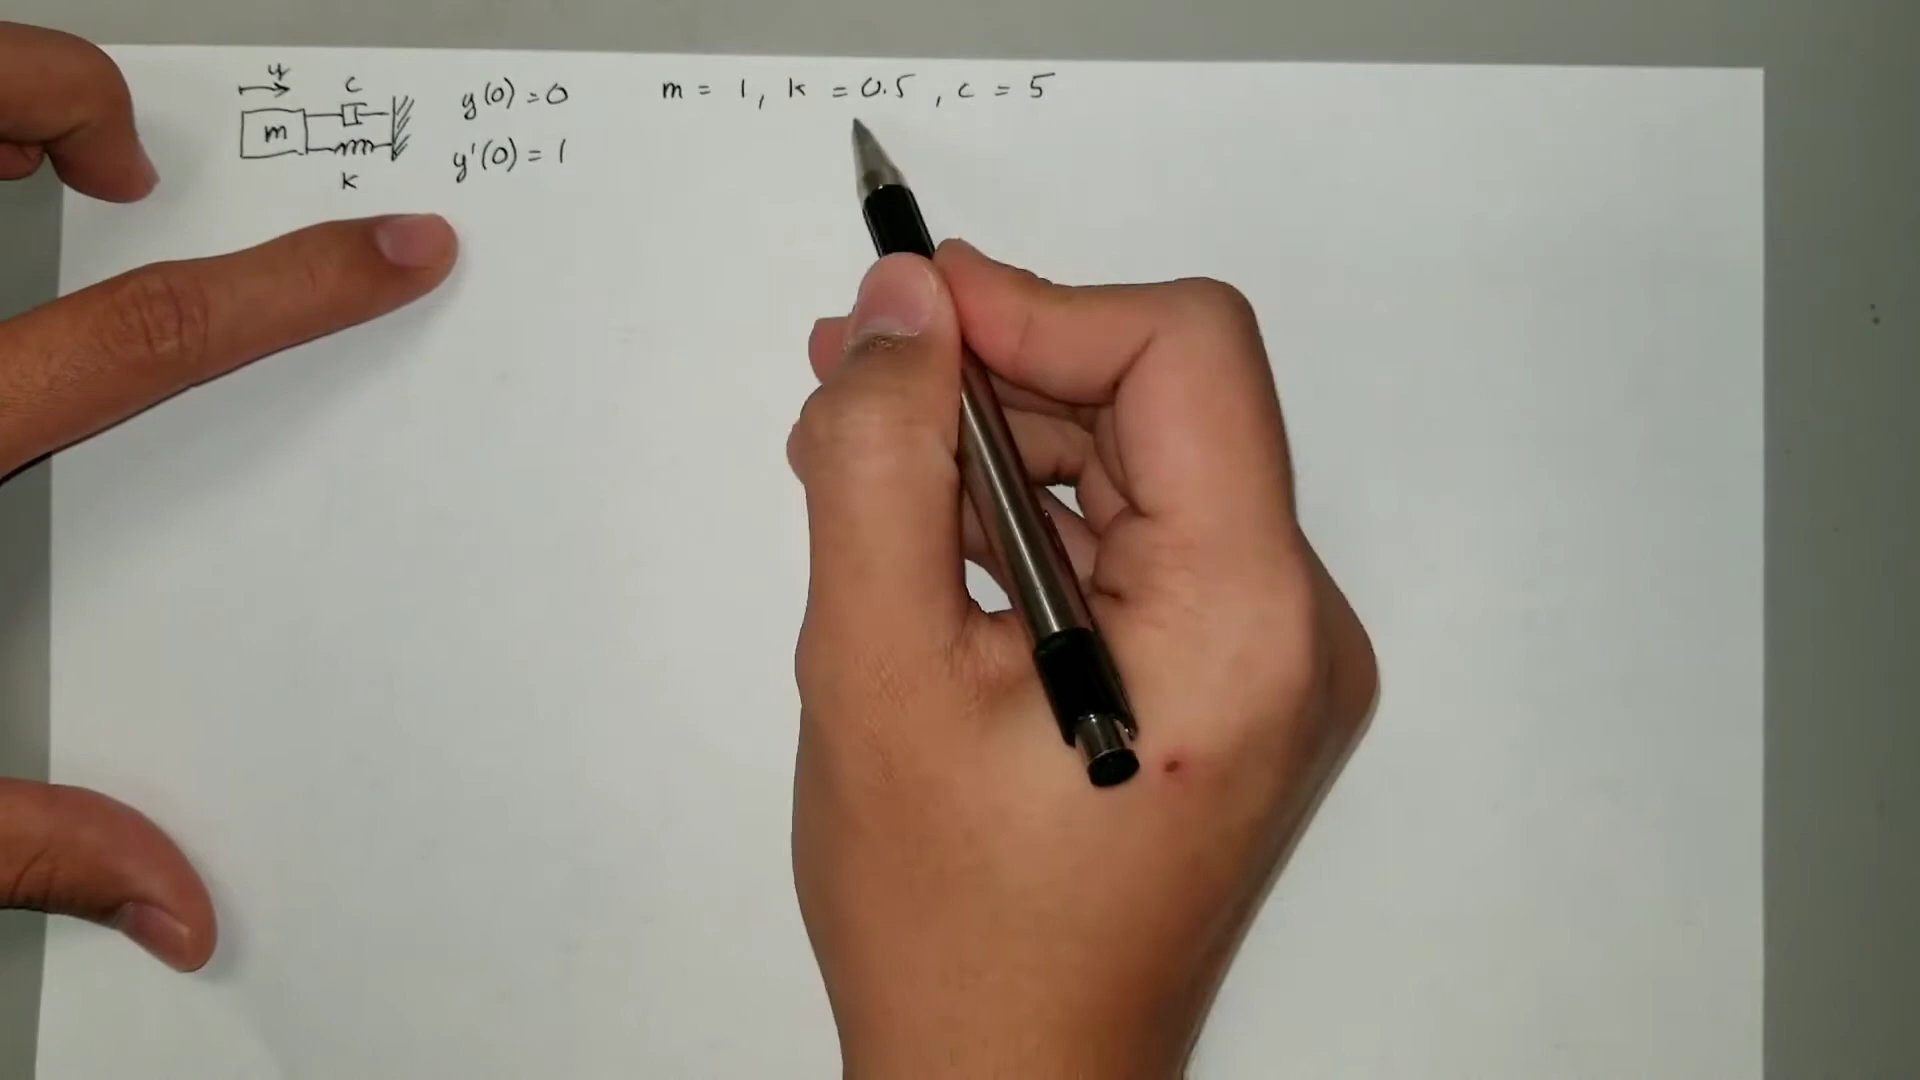 y c y(0) = 0 m = 1, k = 0.5, c = 5
m y'(0) = 1
k